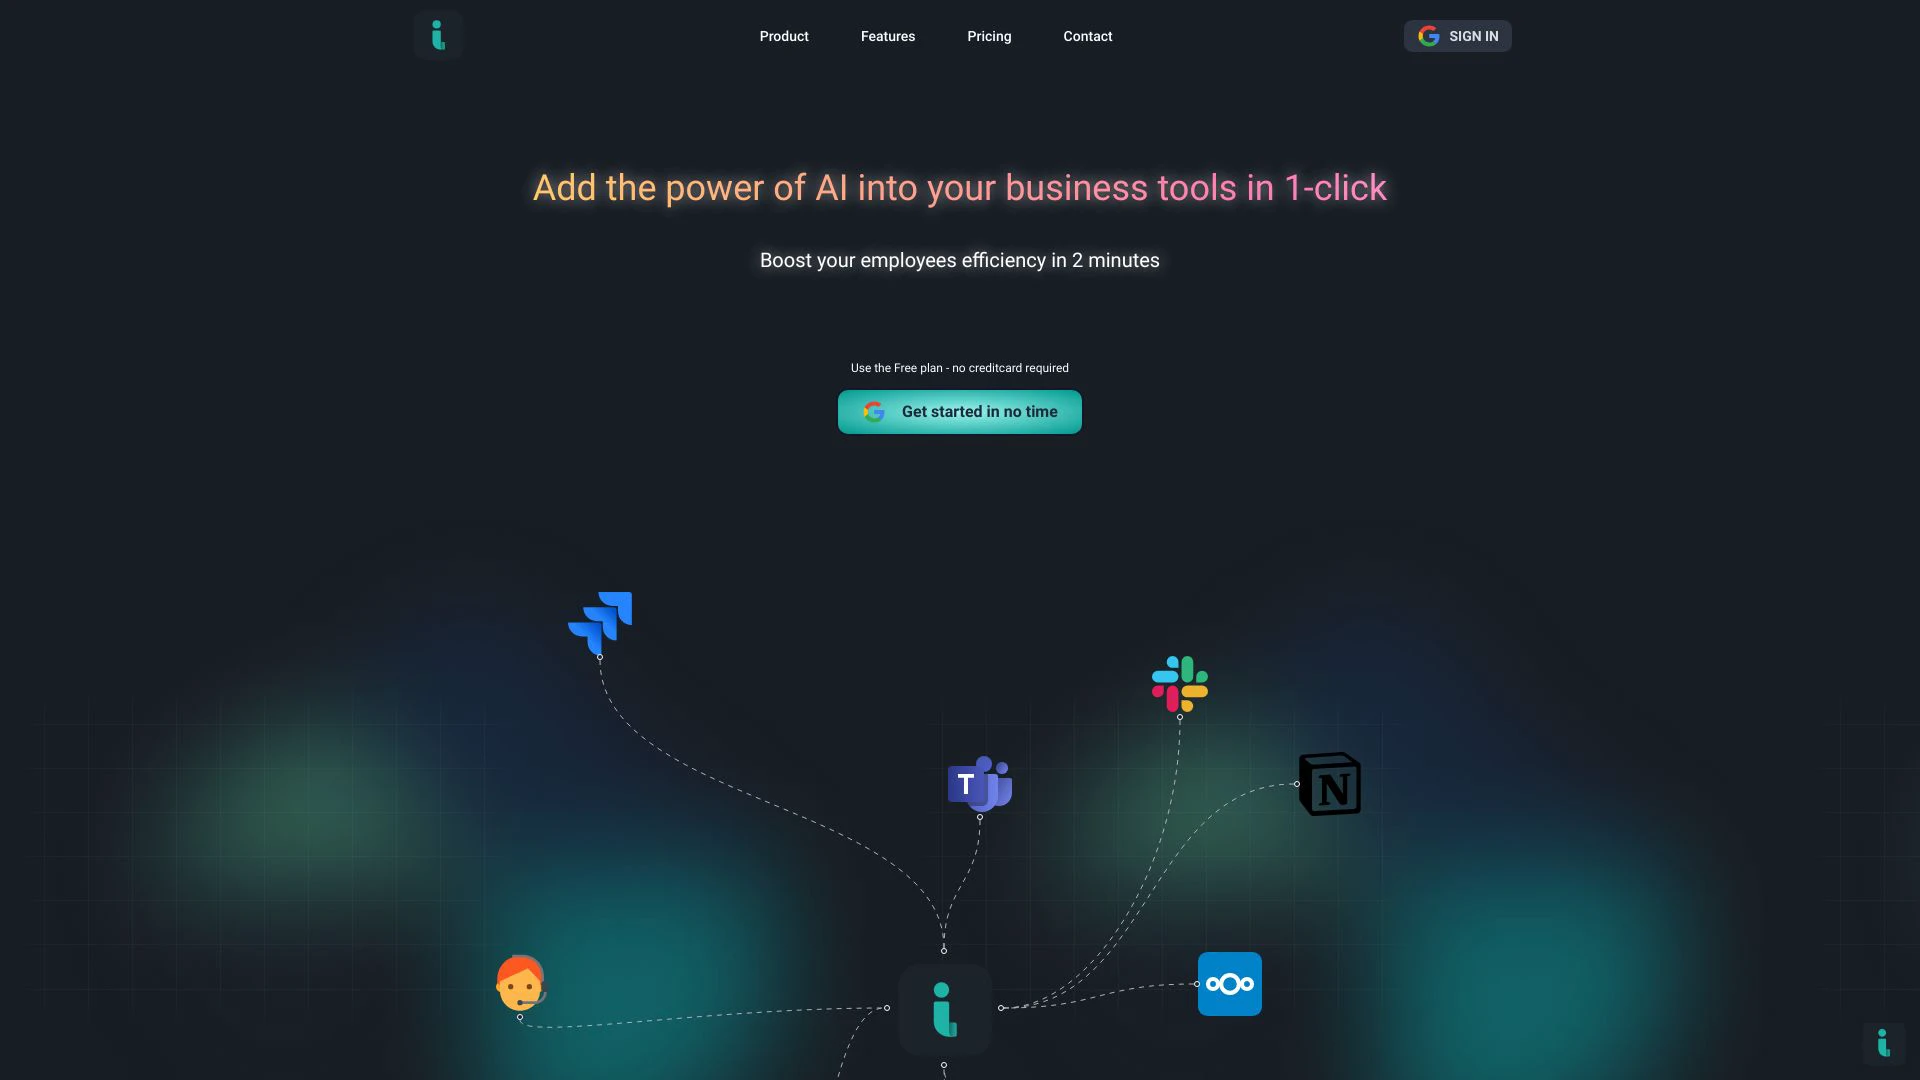 Product
Features
Pricing
Contact
SIGN IN
Add the power of AI into your business tools in 1-click
Boost your employees efficiency in 2 minutes
Use the Free plan - no creditcard required
Get started in no time
T
N